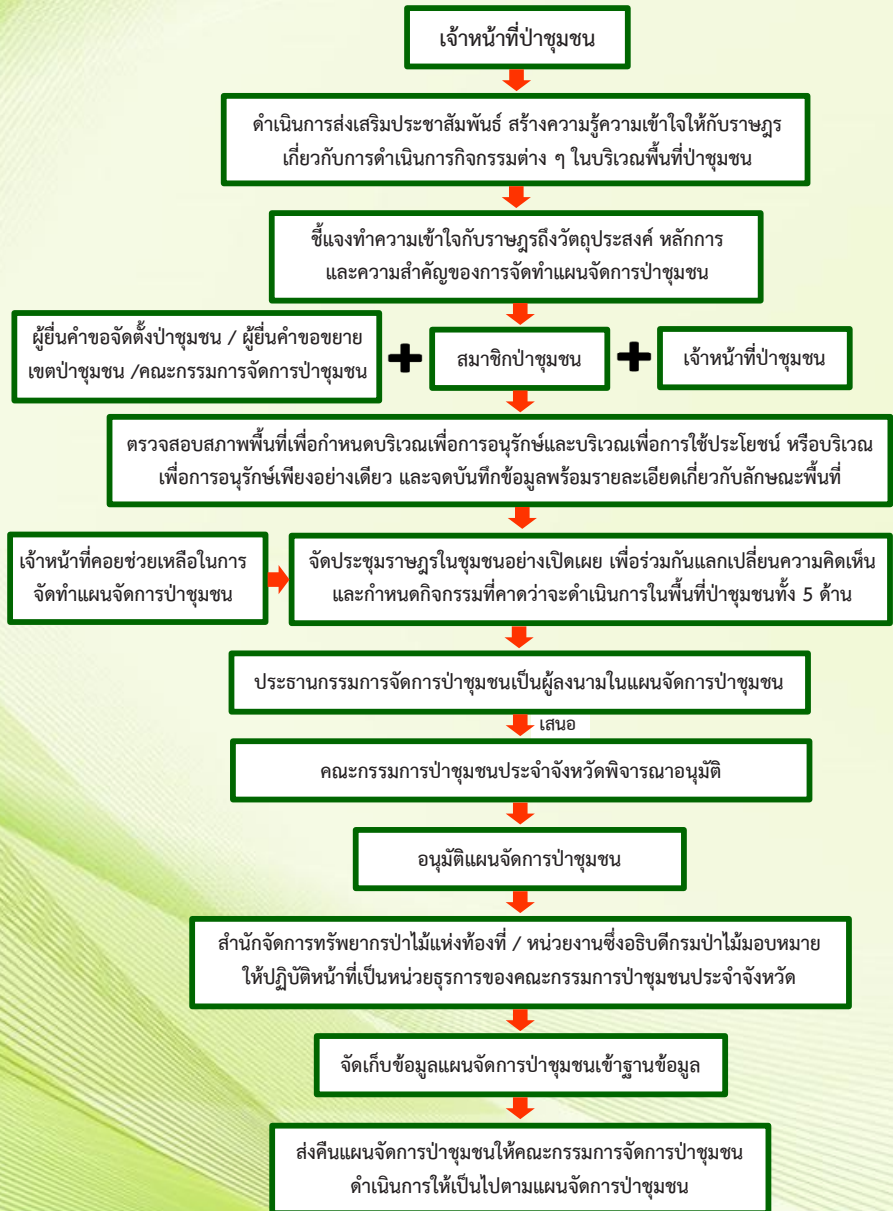 เจ้าหน้าที่ป่าชุมชน
ดำเนินการส่งเสริมประชาสัมพันธ์ สร้างความรู้ความเข้าใจให้กับราษฎร
เกี่ยวกับการดำเนินการกิจกรรมต่าง ๆ ในบริเวณพื้นที่ป่าชุมชน
ชี้แจงทำความเข้าใจกับราษฎรถึงวัตถุประสงค์ หลักการ
และความสำคัญของการจัดทำแผนจัดการป่าชุมชน
ผู้ยื่นคำขอจัดตั้งป่าชุมชน / ผู้ยื่นคำขอขยาย
เขตป่าชุมชน /คณะกรรมการจัดการป่าชุมชน
สมาชิกป่าชุมชน
เจ้าหน้าที่ป่าชุมชน
ตรวจสอบสภาพพื้นที่เพื่อกำหนดบริเวณเพื่อการอนุรักษ์และบริเวณเพื่อการใช้ประโยชน์ หรือบริเวณ
เพื่อการอนุรักษ์เพียงอย่างเดียว และจดบันทึกข้อมูลพร้อมรายละเอียดเกี่ยวกับลักษณะพื้นที่
เจ้าหน้าที่คอยช่วยเหลือในการ
จัดทำแผนจัดการป่าชุมชน
จัดประชุมราษฎรในชุมชนอย่างเปิดเผย เพื่อร่วมกันแลกเปลี่ยนความคิดเห็น
และกำหนดกิจกรรมที่คาดว่าจะดำเนินการในพื้นที่ป่าชุมชนทั้ง 5 ด้าน
ประธานกรรมการจัดการป่าชุมชนเป็นผู้ลงนามในแผนจัดการป่าชุมชน
เสนอ
คณะกรรมการป่าชุมชนประจำจังหวัดพิจารณาอนุมัติ
อนุมัติแผนจัดการป่าชุมชน
สำนักจัดการทรัพยากรป่าไม้แห่งท้องที่ / หน่วยงานซึ่งอธิบดีกรมป่าไม้มอบหมาย
ให้ปฏิบัติหน้าที่เป็นหน่วยธุรการของคณะกรรมการป่าชุมชนประจำจังหวัด
จัดเก็บข้อมูลแผนจัดการป่าชุมชนเข้าฐานข้อมูล
ส่งคืนแผนจัดการป่าชุมชนให้คณะกรรมการจัดการป่าชุมชน
ดำเนินการให้เป็นไปตามแผนจัดการป่าชุมชน